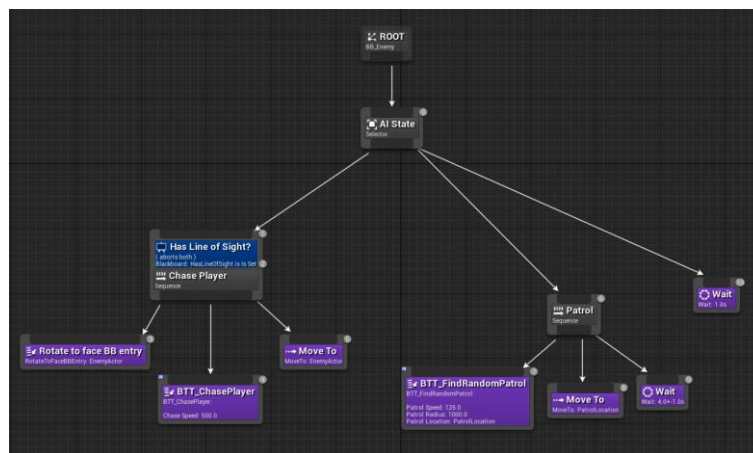 ROOT
BB_Enemy
AI State
Selector
Has Line of Sight?
( aborts both )
Blackboard: HasLineOfSight is Is Set
Chase Player
Sequence
Rotate to face BB entry
RotateToFaceBBEntry: EnemyActor
BTT_ChasePlayer
BTT_ChasePlayer:
Chase Speed: 500.0
Move To
MoveTo: EnemyActor
Patrol
Sequence
BTT_FindRandomPatrol
BTT_FindRandomPatrol:
Patrol Speed: 125.0
Patrol Radius: 1000.0
Patrol Location: PatrolLocation
Move To
MoveTo: PatrolLocation
Wait
Wait: 4.0+-1.0s
Wait
Wait: 1.0s